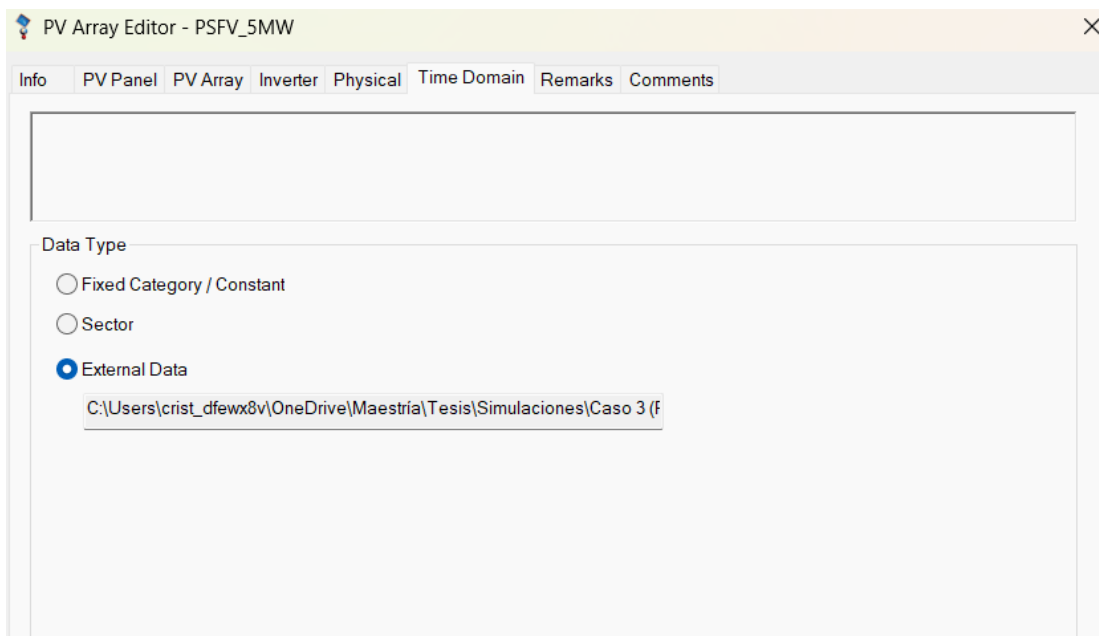 PV Array Editor - PSFV_5MW
Info PV Panel PV Array Inverter Physical Time Domain Remarks Comments
Data Type
Fixed Category / Constant
Sector
External Data
C:\Users\crist_dfewx8v\OneDrive\Maestría\Tesis\Simulaciones\Caso 3 (